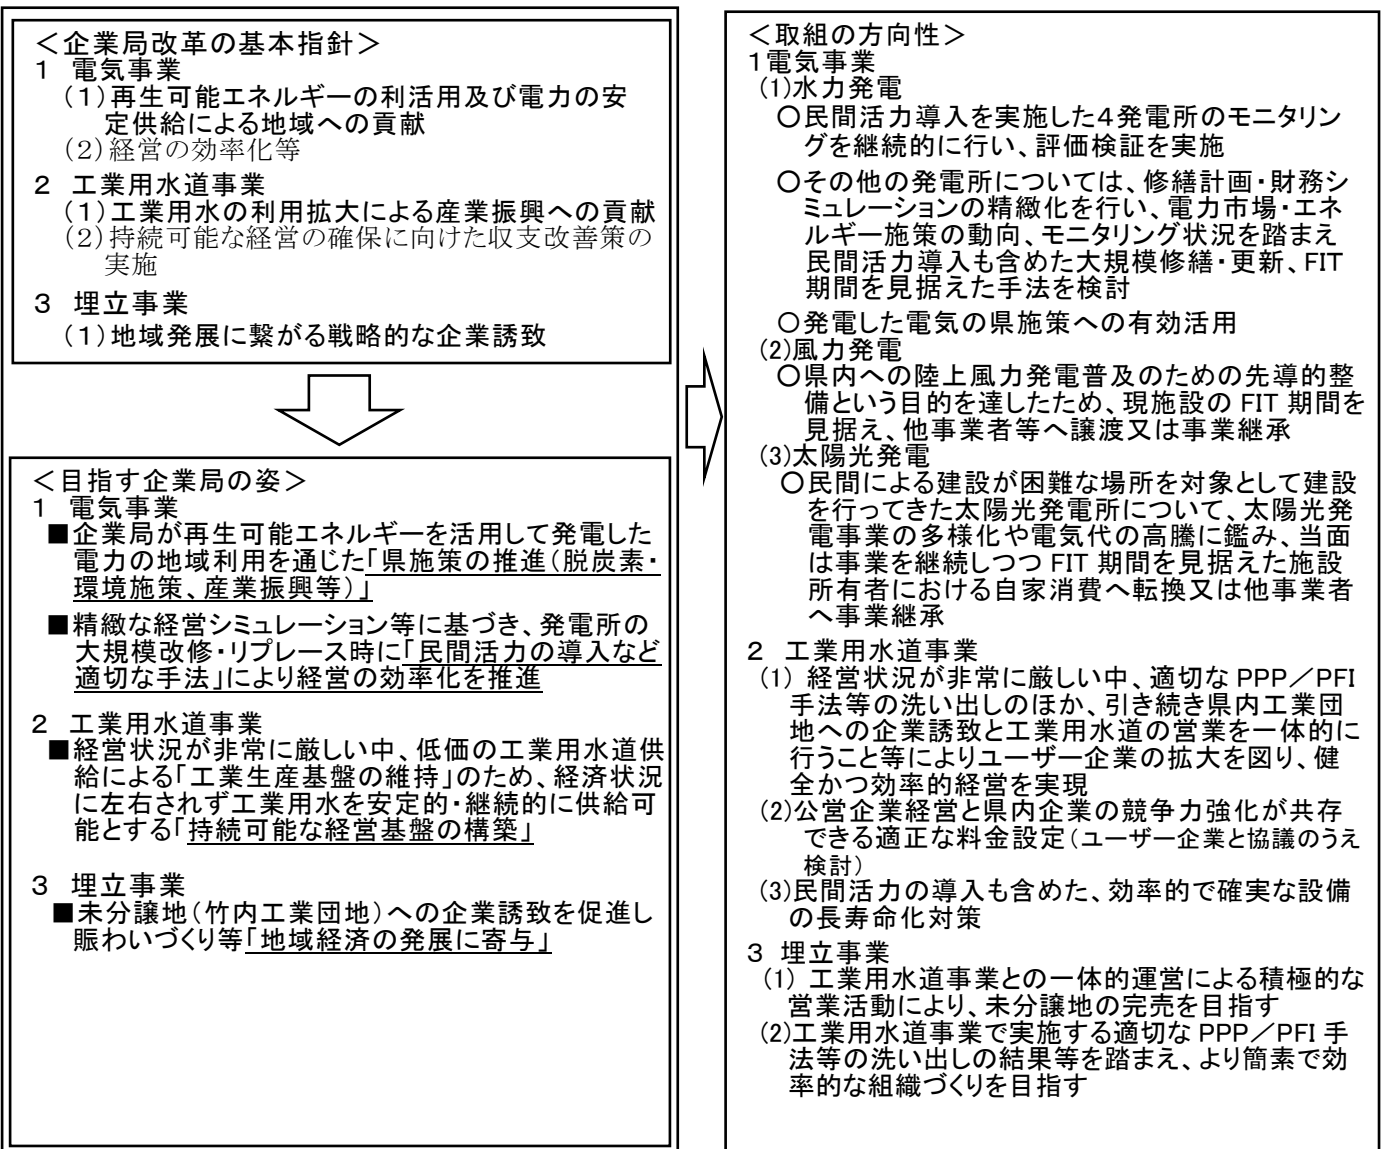 ＜企業局改革の基本指針＞
１ 電気事業
（１）再生可能エネルギーの利活用及び電力の安
定供給による地域への貢献
（２）経営の効率化等
２ 工業用水道事業
（１）工業用水の利用拡大による産業振興への貢献
（２）持続可能な経営の確保に向けた収支改善策の
実施
３ 埋立事業
（１）地域発展に繋がる戦略的な企業誘致
＜目指す企業局の姿＞
１ 電気事業
■企業局が再生可能エネルギーを活用して発電した
電力の地域利用を通じた「県施策の推進（脱炭素・
環境施策、産業振興等）」
■精緻な経営シミュレーション等に基づき、発電所の
大規模改修・リプレース時に「民間活力の導入など
適切な手法」により経営の効率化を推進
２ 工業用水道事業
■経営状況が非常に厳しい中、低価の工業用水道供
給による「工業生産基盤の維持」のため、経済状況
に左右されず工業用水を安定的・継続的に供給可
能とする「持続可能な経営基盤の構築」
３ 埋立事業
■未分譲地（竹内工業団地）への企業誘致を促進し
賑わいづくり等「地域経済の発展に寄与」
＜取組の方向性＞
１電気事業
(1)水力発電
〇民間活力導入を実施した４発電所のモニタリン
グを継続的に行い、評価検証を実施
〇その他の発電所については、修繕計画・財務シ
ミュレーションの精緻化を行い、電力市場・エネ
ルギー施策の動向、モニタリング状況を踏まえ
民間活力導入も含めた大規模修繕・更新、FIT
期間を見据えた手法を検討
〇発電した電気の県施策への有効活用
(2)風力発電
〇県内への陸上風力発電普及のための先導的整
備という目的を達したため、現施設の FIT 期間を
見据え、他事業者等へ譲渡又は事業継承
(3)太陽光発電
〇民間による建設が困難な場所を対象として建設
を行ってきた太陽光発電所について、太陽光発
電事業の多様化や電気代の高騰に鑑み、当面
は事業を継続しつつ FIT 期間を見据えた施設
所有者における自家消費へ転換又は他事業者
へ事業継承
２ 工業用水道事業
(1) 経営状況が非常に厳しい中、適切な PPP／PFI
手法等の洗い出しのほか、引き続き県内工業団
地への企業誘致と工業用水道の営業を一体的に
行うこと等によりユーザー企業の拡大を図り、健
全かつ効率的経営を実現
(2)公営企業経営と県内企業の競争力強化が共存
できる適正な料金設定（ユーザー企業と協議のうえ
検討）
(3)民間活力の導入も含めた、効率的で確実な設備
の長寿命化対策
３ 埋立事業
(1) 工業用水道事業との一体的運営による積極的な
営業活動により、未分譲地の完売を目指す
(2)工業用水道事業で実施する適切な PPP／PFI 手
法等の洗い出しの結果等を踏まえ、より簡素で効
率的な組織づくりを目指す